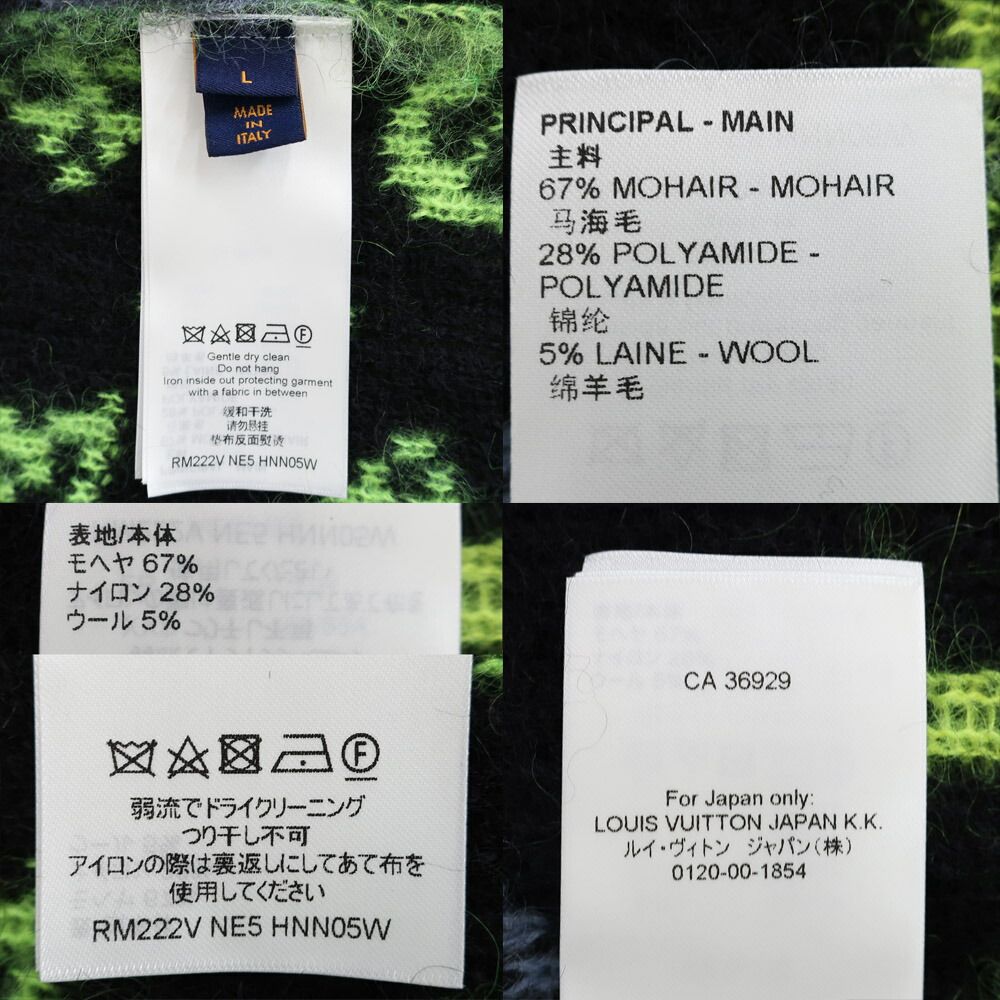 L
MADE
IN
ITALY
Gentle dry clean
Do not hang
Iron inside out protecting garment
with a fabric in between
缓和干洗
请勿悬挂
垫布反面熨烫
RM222V NE5 HNN05W
PRINCIPAL - MAIN
主料
67% MOHAIR - MOHAIR
马海毛
28% POLYAMIDE -
POLYAMIDE
锦纶
5% LAINE - WOOL
绵羊毛
表地/本体
モヘヤ 67%
ナイロン 28%
ウール 5%
F
弱流でドライクリーニング
つり干し不可
アイロンの際は裏返しにしてあて布を
使用してください
RM222V NE5 HNN05W
CA 36929
For Japan only:
LOUIS VUITTON JAPAN K.K.
ルイ・ヴィトン ジャパン(株)
0120-00-1854